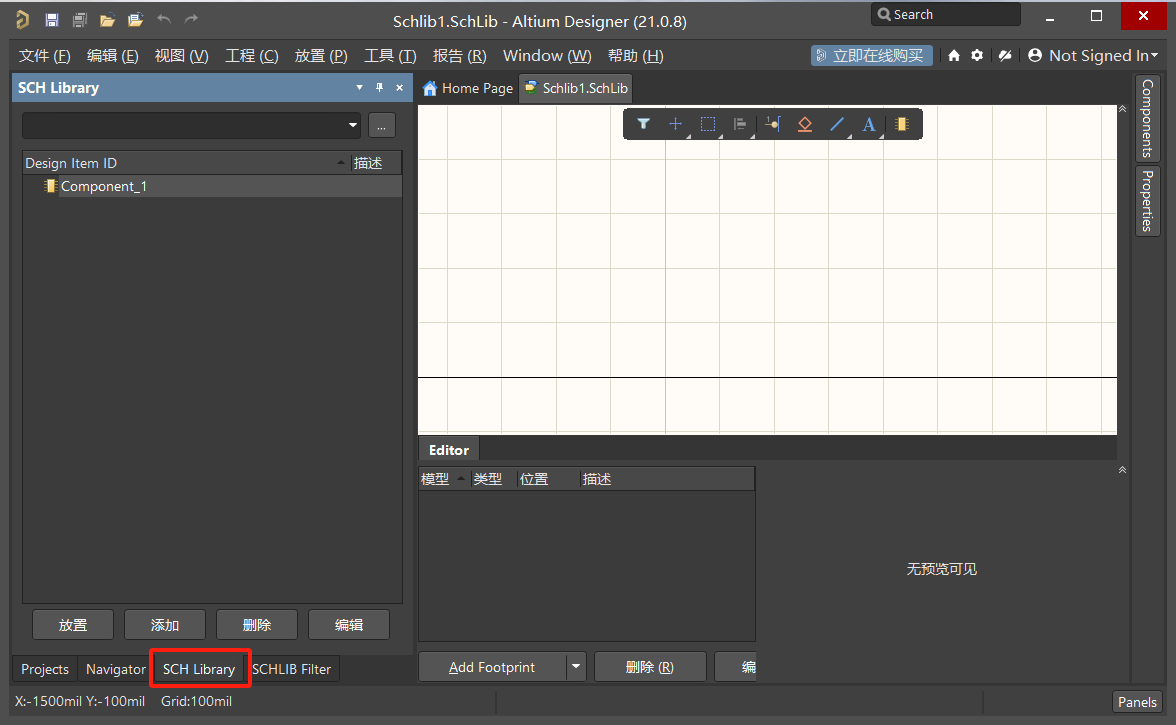 Schlib1.SchLib - Altium Designer (21.0.8)
Search
文件 (F) 编辑 (E) 视图 (V) 工程 (C) 放置 (P) 工具 (T) 报告 (R) Window (W) 帮助 (H)
立即在线购买
Not Signed In
SCH Library
Home Page
Schlib1.SchLib
...
Design Item ID 描述
Component_1
A
Components
Properties
Editor
模型 类型 位置 描述
无预览可见
放置 添加 删除 编辑
Add Footprint 删除 (R) 编
Projects Navigator SCH Library SCHLIB Filter
X:-1500mil Y:-100mil Grid:100mil
Panels